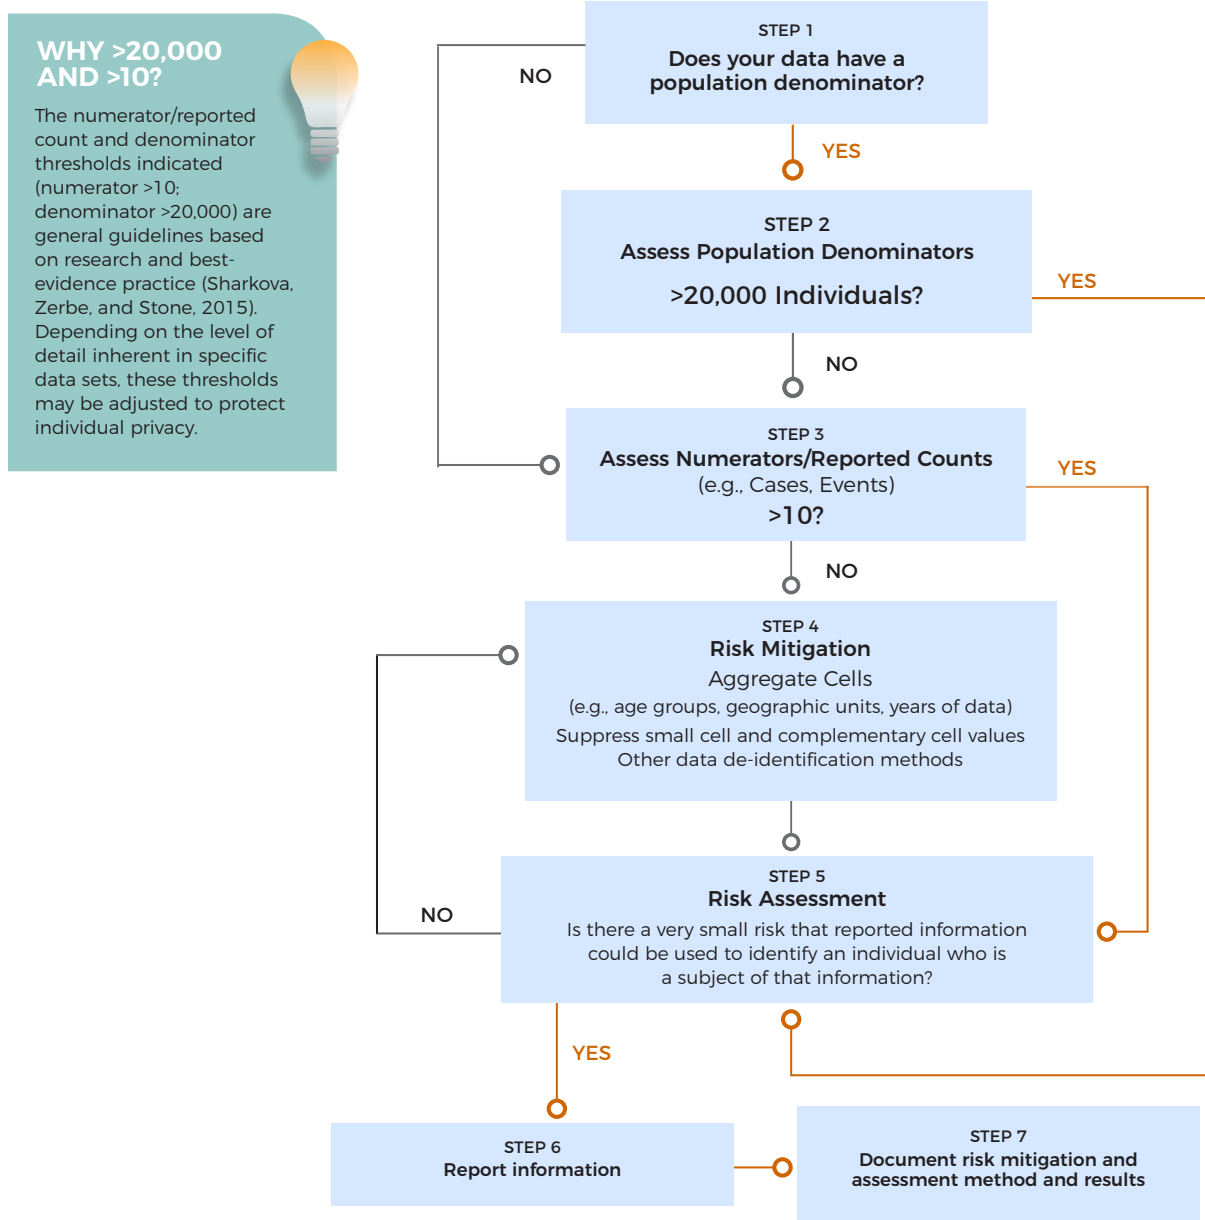 WHY >20,000
AND >10?
The numerator/reported
count and denominator
thresholds indicated
(numerator >10;
denominator >20,000) are
general guidelines based
on research and best-
evidence practice (Sharkova,
Zerbe, and Stone, 2015).
Depending on the level of
detail inherent in specific
data sets, these thresholds
may be adjusted to protect
individual privacy.
STEP 1
Does your data have a
population denominator?
NO
YES
STEP 2
Assess Population Denominators
>20,000 Individuals?
YES
NO
STEP 3
Assess Numerators/Reported Counts
(e.g., Cases, Events)
>10?
YES
NO
STEP 4
Risk Mitigation
Aggregate Cells
(e.g., age groups, geographic units, years of data)
Suppress small cell and complementary cell values
Other data de-identification methods
STEP 5
Risk Assessment
Is there a very small risk that reported information
could be used to identify an individual who is
a subject of that information?
NO
YES
STEP 6
Report information
STEP 7
Document risk mitigation and
assessment method and results